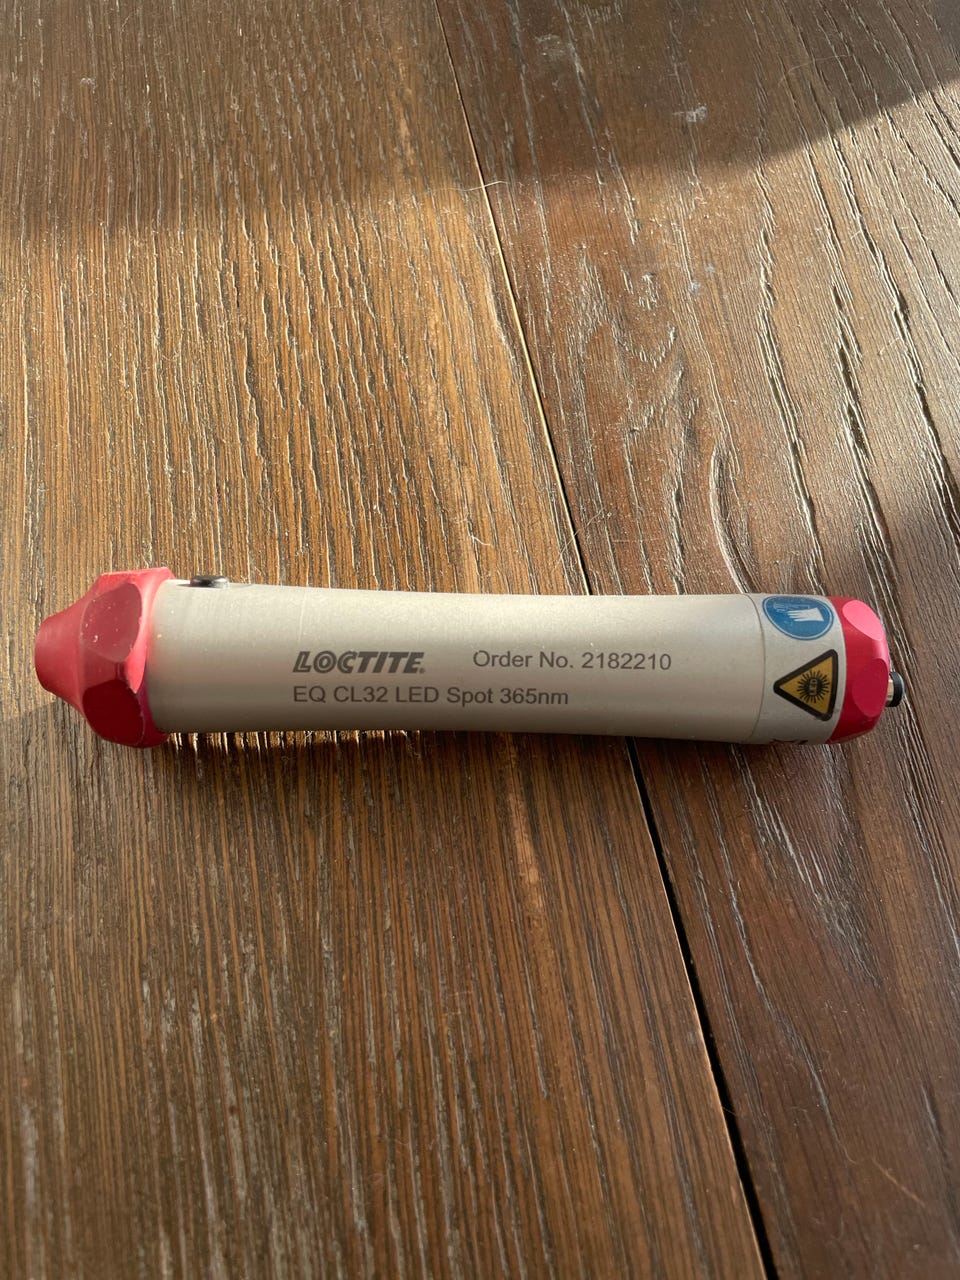 LOCTITE. Order No. 2182210
EQ CL32 LED Spot 365nm